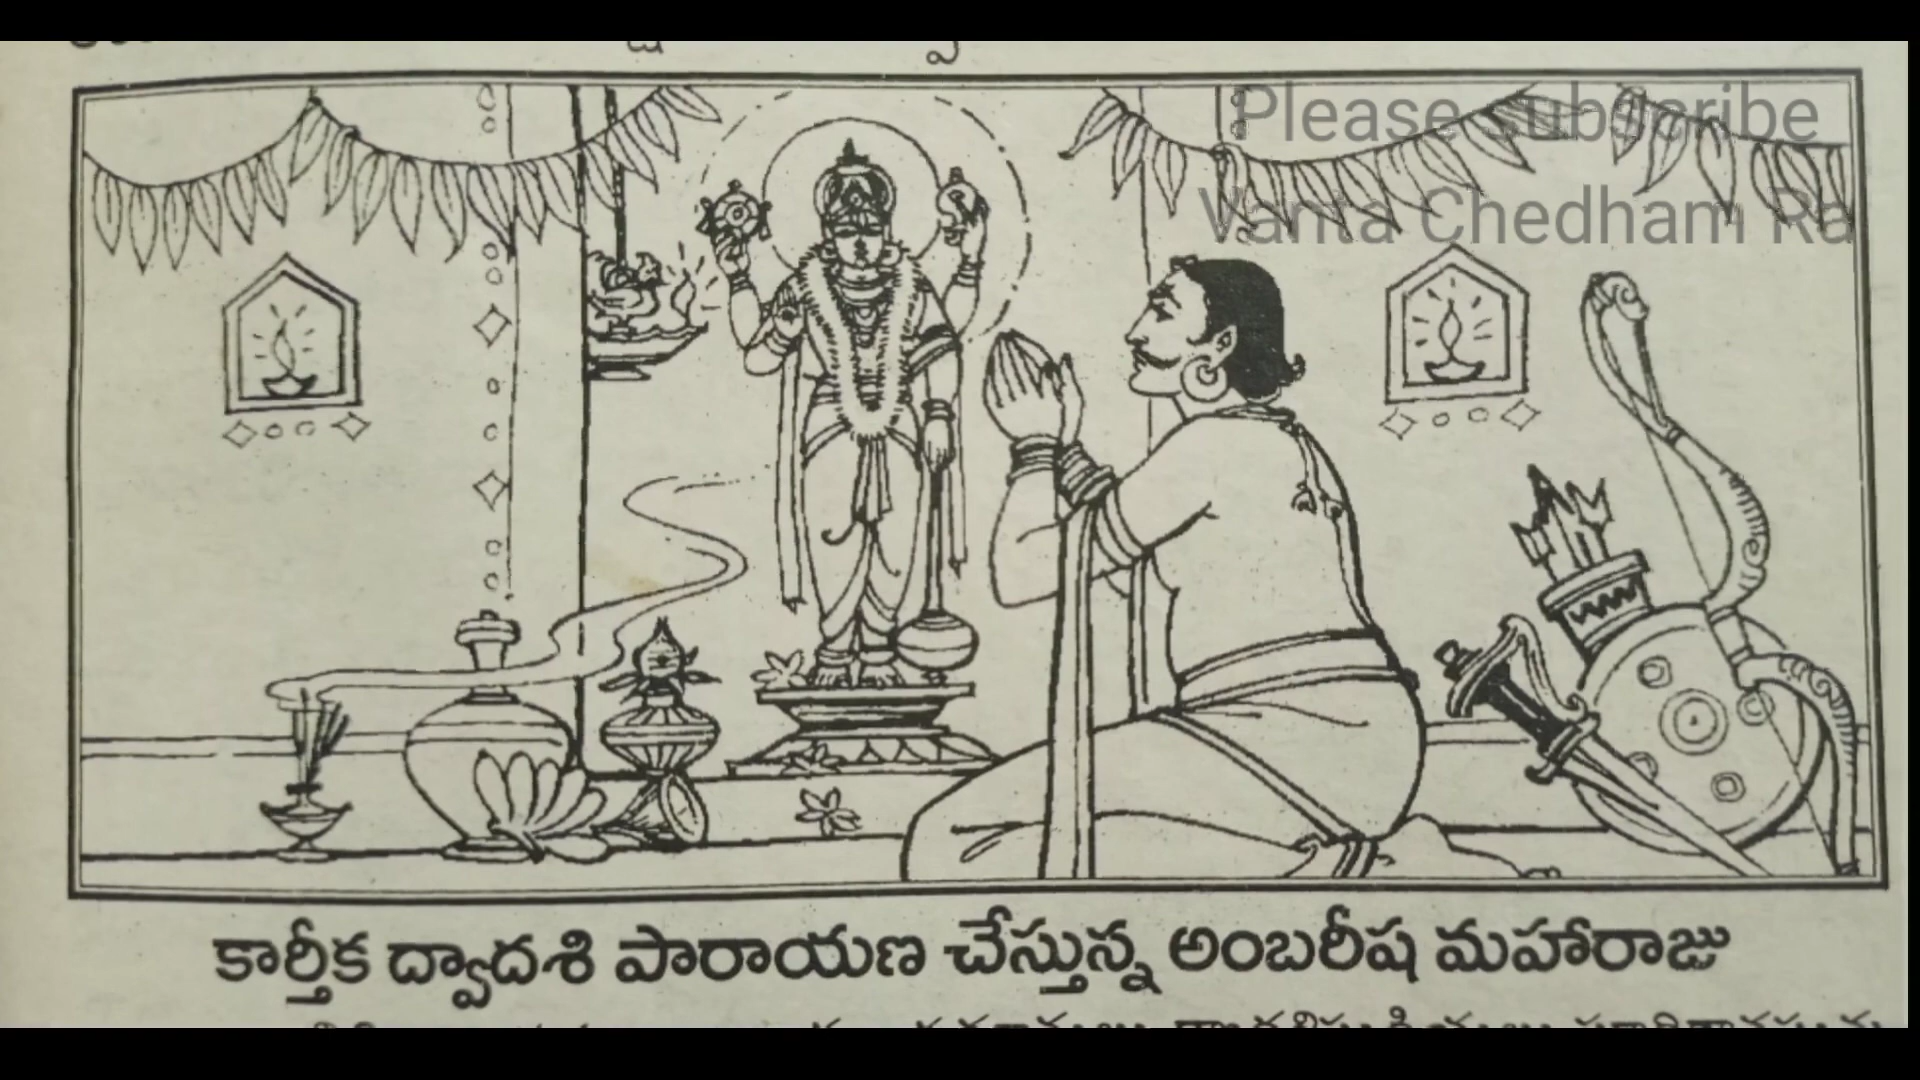 Please subscribe
Vanta Chedham Ra
కార్తీక ద్వాదశి పారాయణ చేస్తున్న అంబరీష మహారాజు